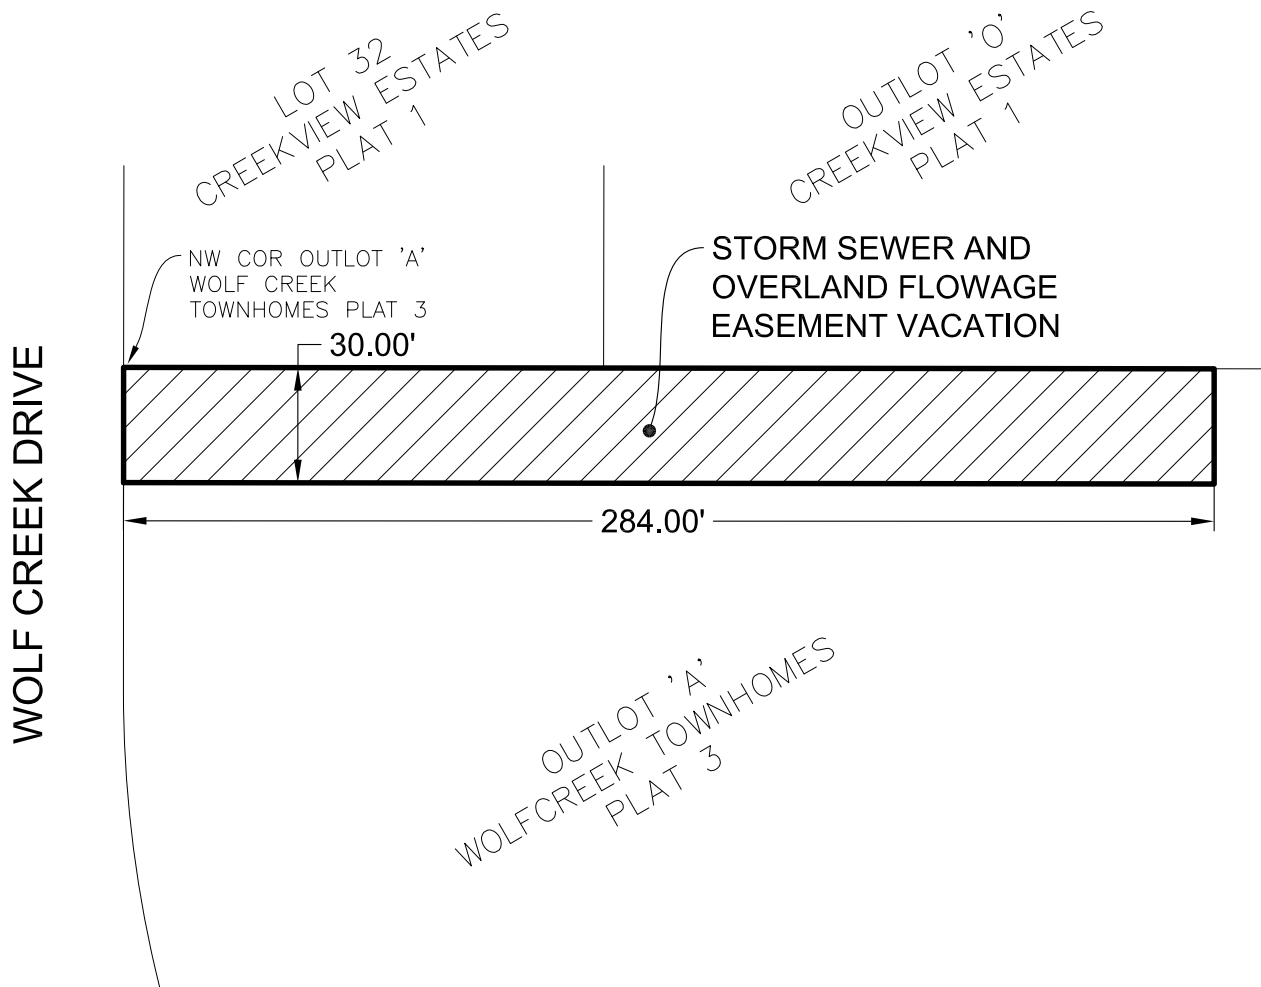 LOT 32
CREEKVIEW ESTATES
PLAT 1
OUTLOT 'O'
CREEKVIEW ESTATES
PLAT 1
NW COR OUTLOT 'A'
WOLF CREEK
TOWNHOMES PLAT 3
STORM SEWER AND
OVERLAND FLOWAGE
EASEMENT VACATION
30.00'
WOLF CREEK DRIVE
284.00'
OUTLOT 'A'
WOLFCREEK TOWNHOMES
PLAT 3